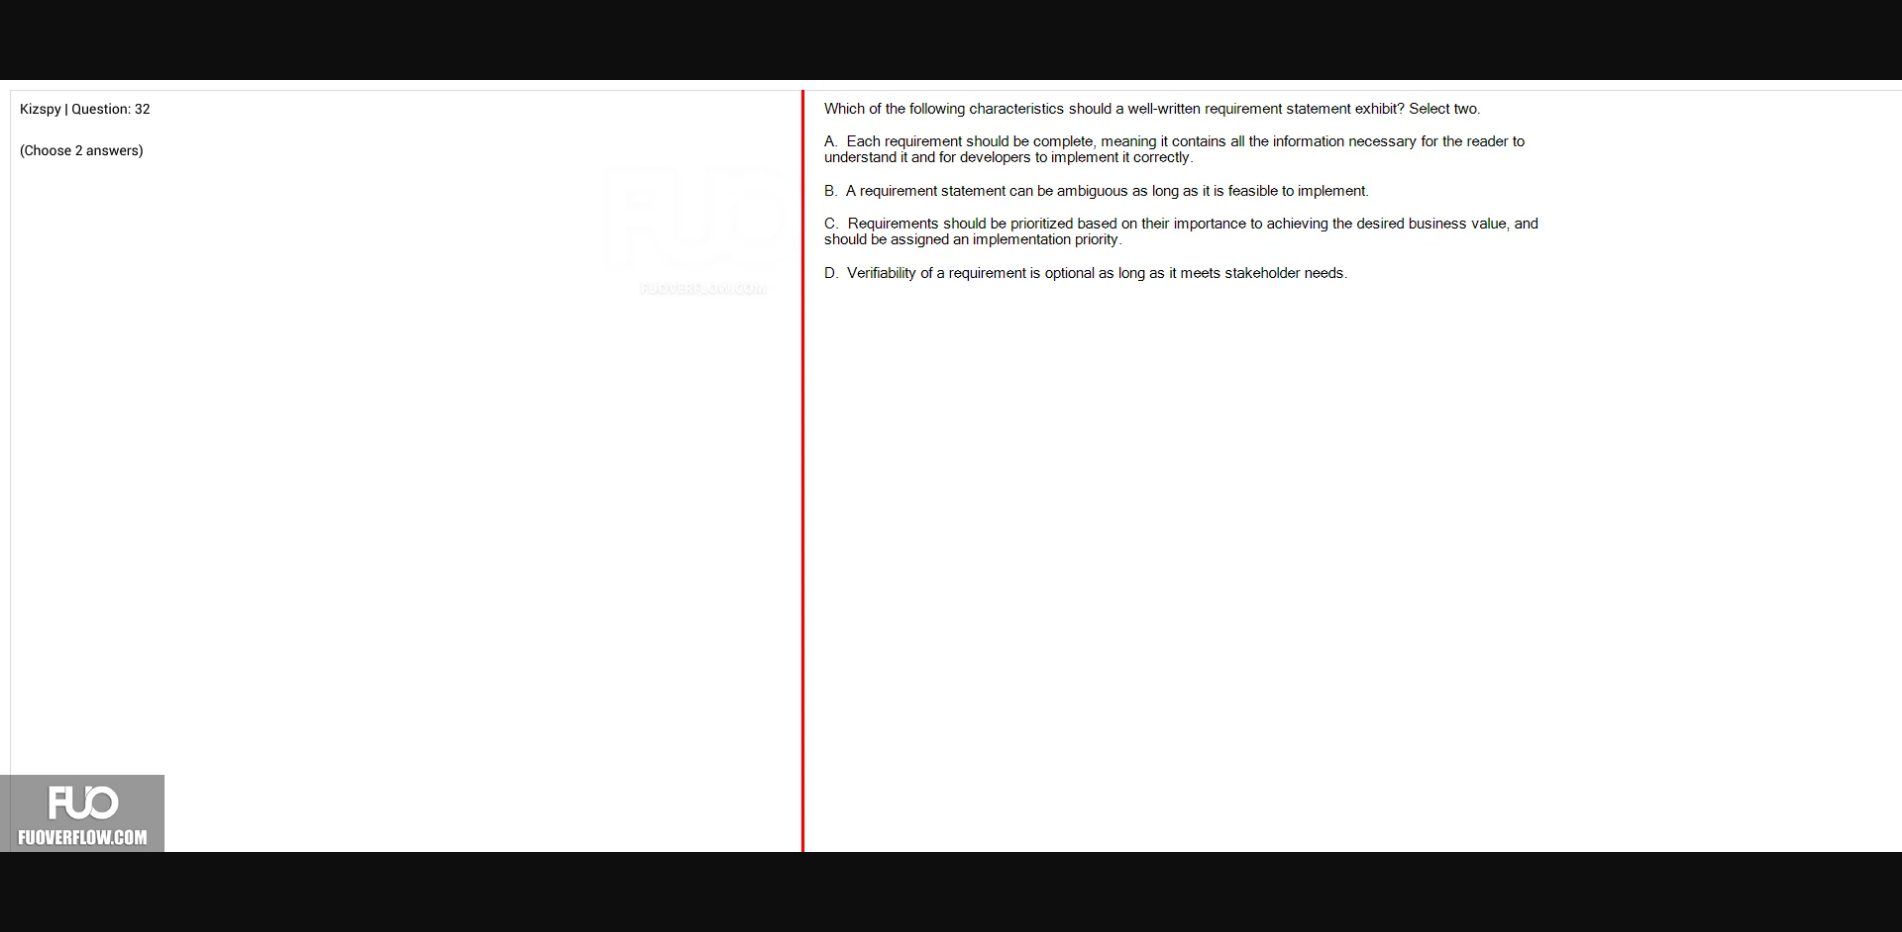 Kizspy | Question: 32
(Choose 2 answers)
Which of the following characteristics should a well-written requirement statement exhibit? Select two.
A.  Each requirement should be complete, meaning it contains all the information necessary for the reader to
understand it and for developers to implement it correctly.
B.  A requirement statement can be ambiguous as long as it is feasible to implement.
C.  Requirements should be prioritized based on their importance to achieving the desired business value, and
should be assigned an implementation priority.
D.  Verifiability of a requirement is optional as long as it meets stakeholder needs.
FUO
FUOVERFLOW.COM
FUO
FUOVERFLOW.COM